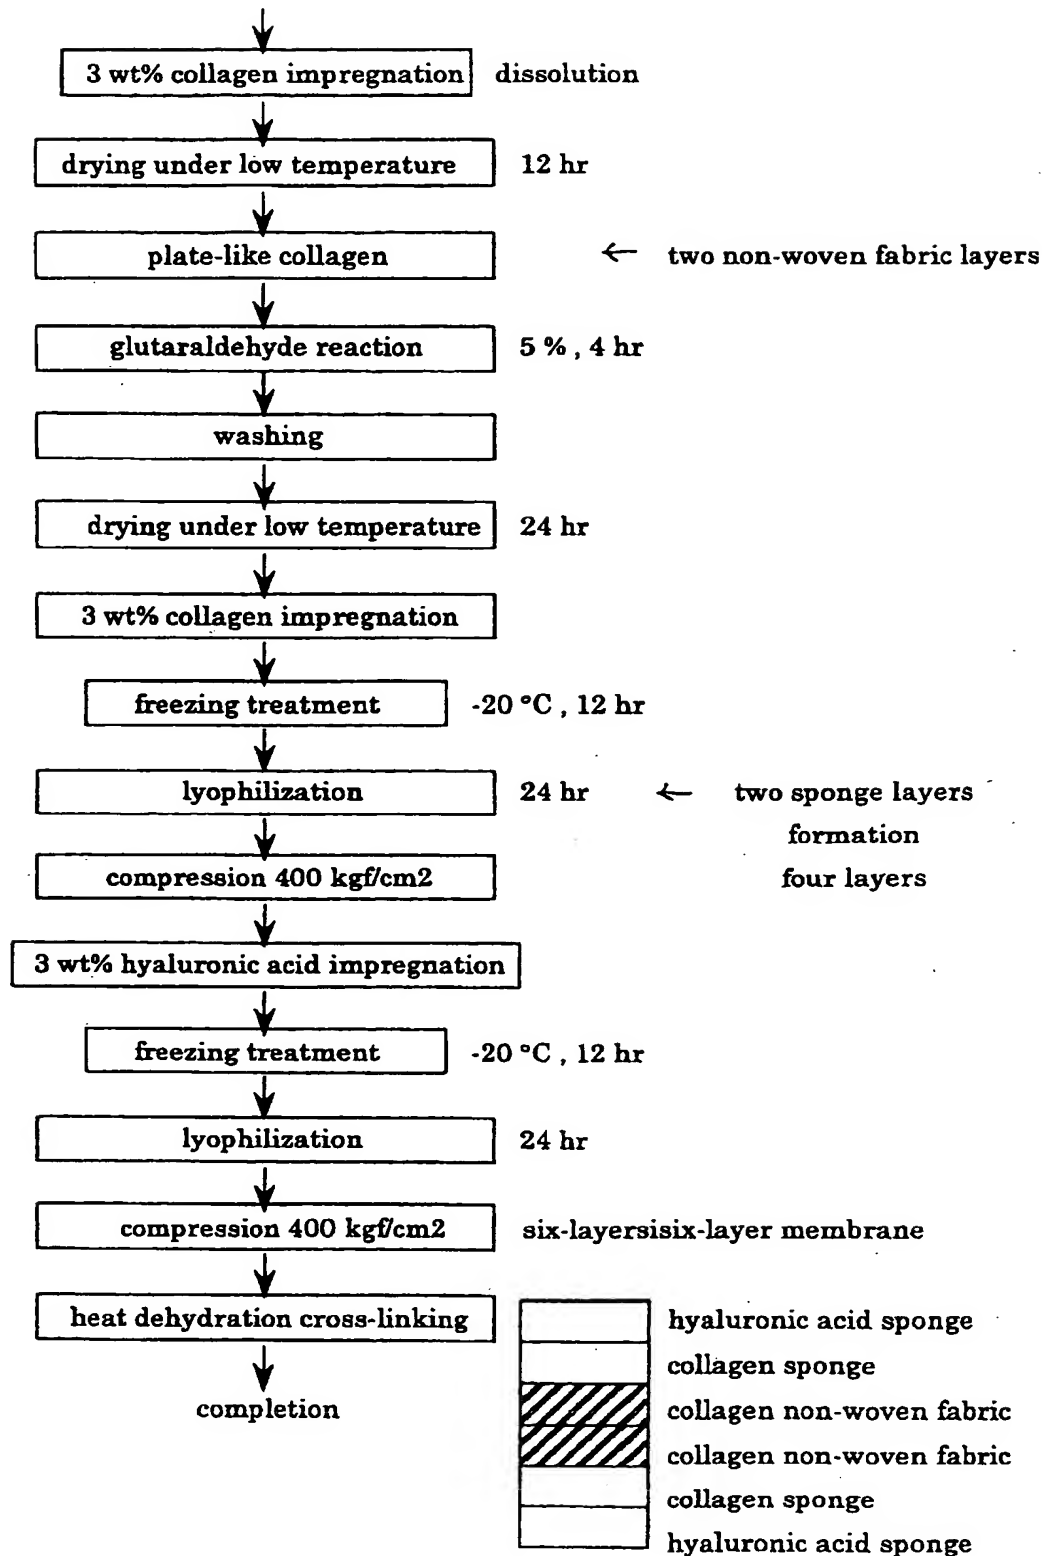 3 wt% collagen impregnation dissolution
drying under low temperature 12 hr
plate-like collagen ← two non-woven fabric layers
glutaraldehyde reaction 5 % , 4 hr
washing
drying under low temperature 24 hr
3 wt% collagen impregnation
freezing treatment -20 °C , 12 hr
lyophilization 24 hr ← two sponge layers
formation
compression 400 kgf/cm2 four layers
3 wt% hyaluronic acid impregnation
freezing treatment -20 °C , 12 hr
lyophilization 24 hr
compression 400 kgf/cm2 six-layersisix-layer membrane
heat dehydration cross-linking
completion
hyaluronic acid sponge
collagen sponge
collagen non-woven fabric
collagen non-woven fabric
collagen sponge
hyaluronic acid sponge